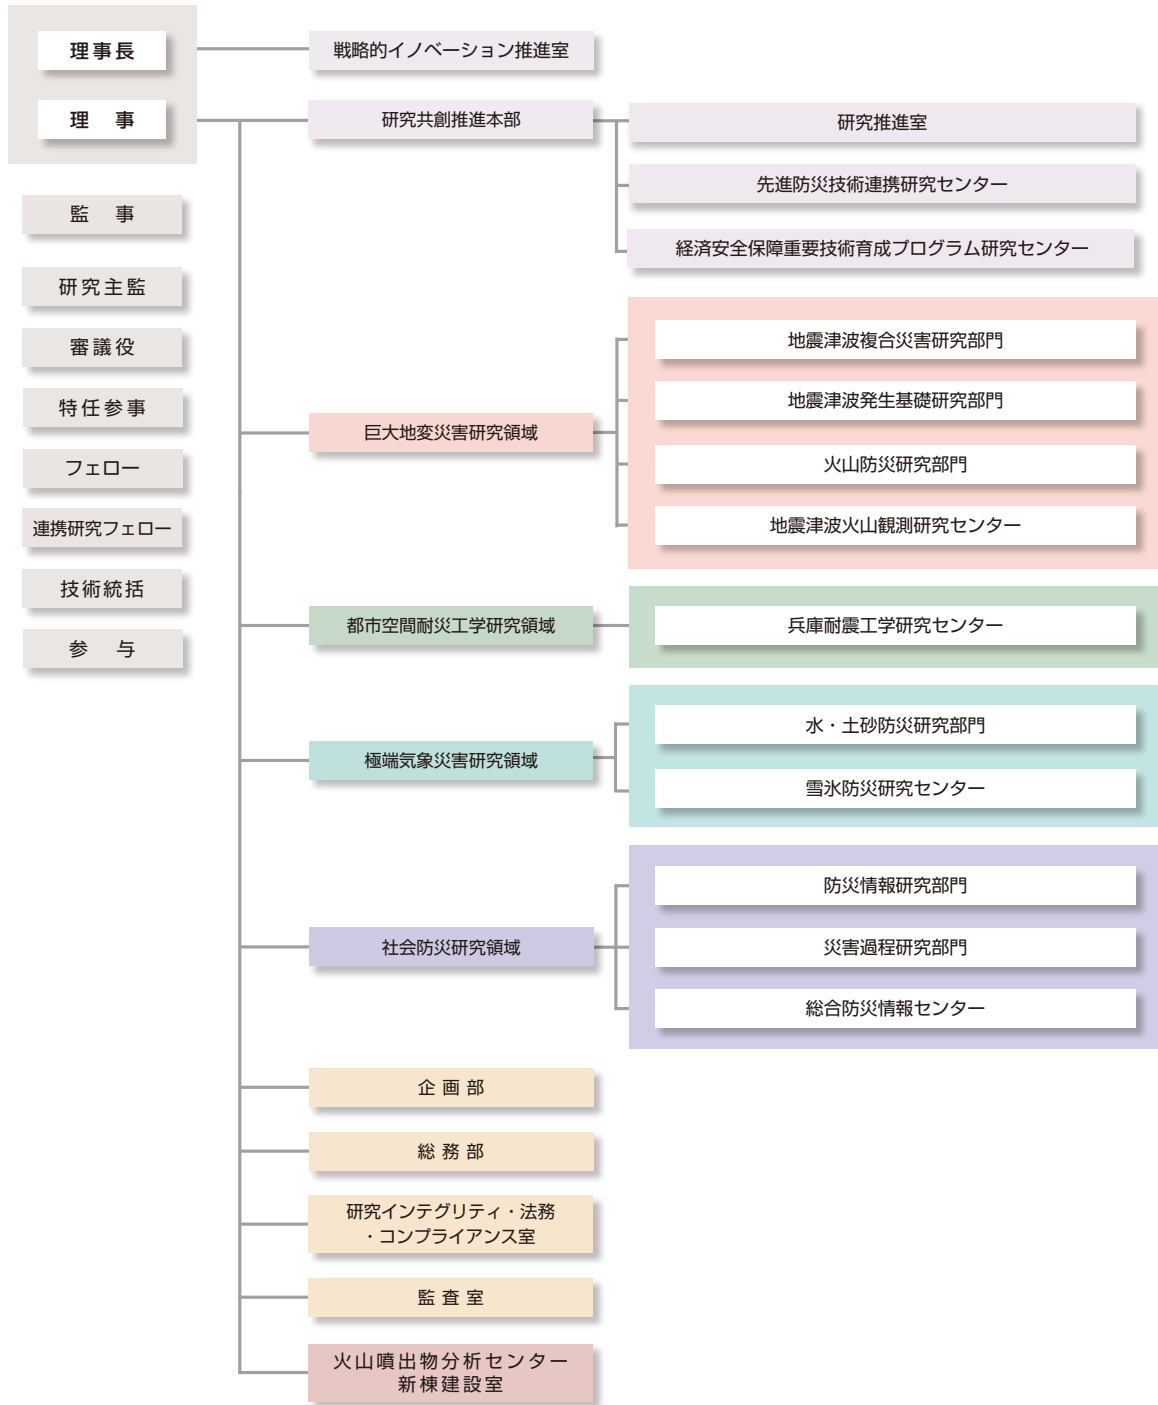 理事長
理　事
監　事
研究主監
審議役
特任参事
フェロー
連携研究フェロー
技術統括
参　与
戦略的イノベーション推進室
研究共創推進本部
研究推進室
先進防災技術連携研究センター
経済安全保障重要技術育成プログラム研究センター
巨大地変災害研究領域
地震津波複合災害研究部門
地震津波発生基礎研究部門
火山防災研究部門
地震津波火山観測研究センター
都市空間耐災工学研究領域
兵庫耐震工学研究センター
極端気象災害研究領域
水・土砂防災研究部門
雪氷防災研究センター
社会防災研究領域
防災情報研究部門
災害過程研究部門
総合防災情報センター
企画部
総務部
研究インテグリティ・法務
・コンプライアンス室
監査室
火山噴出物分析センター
新棟建設室